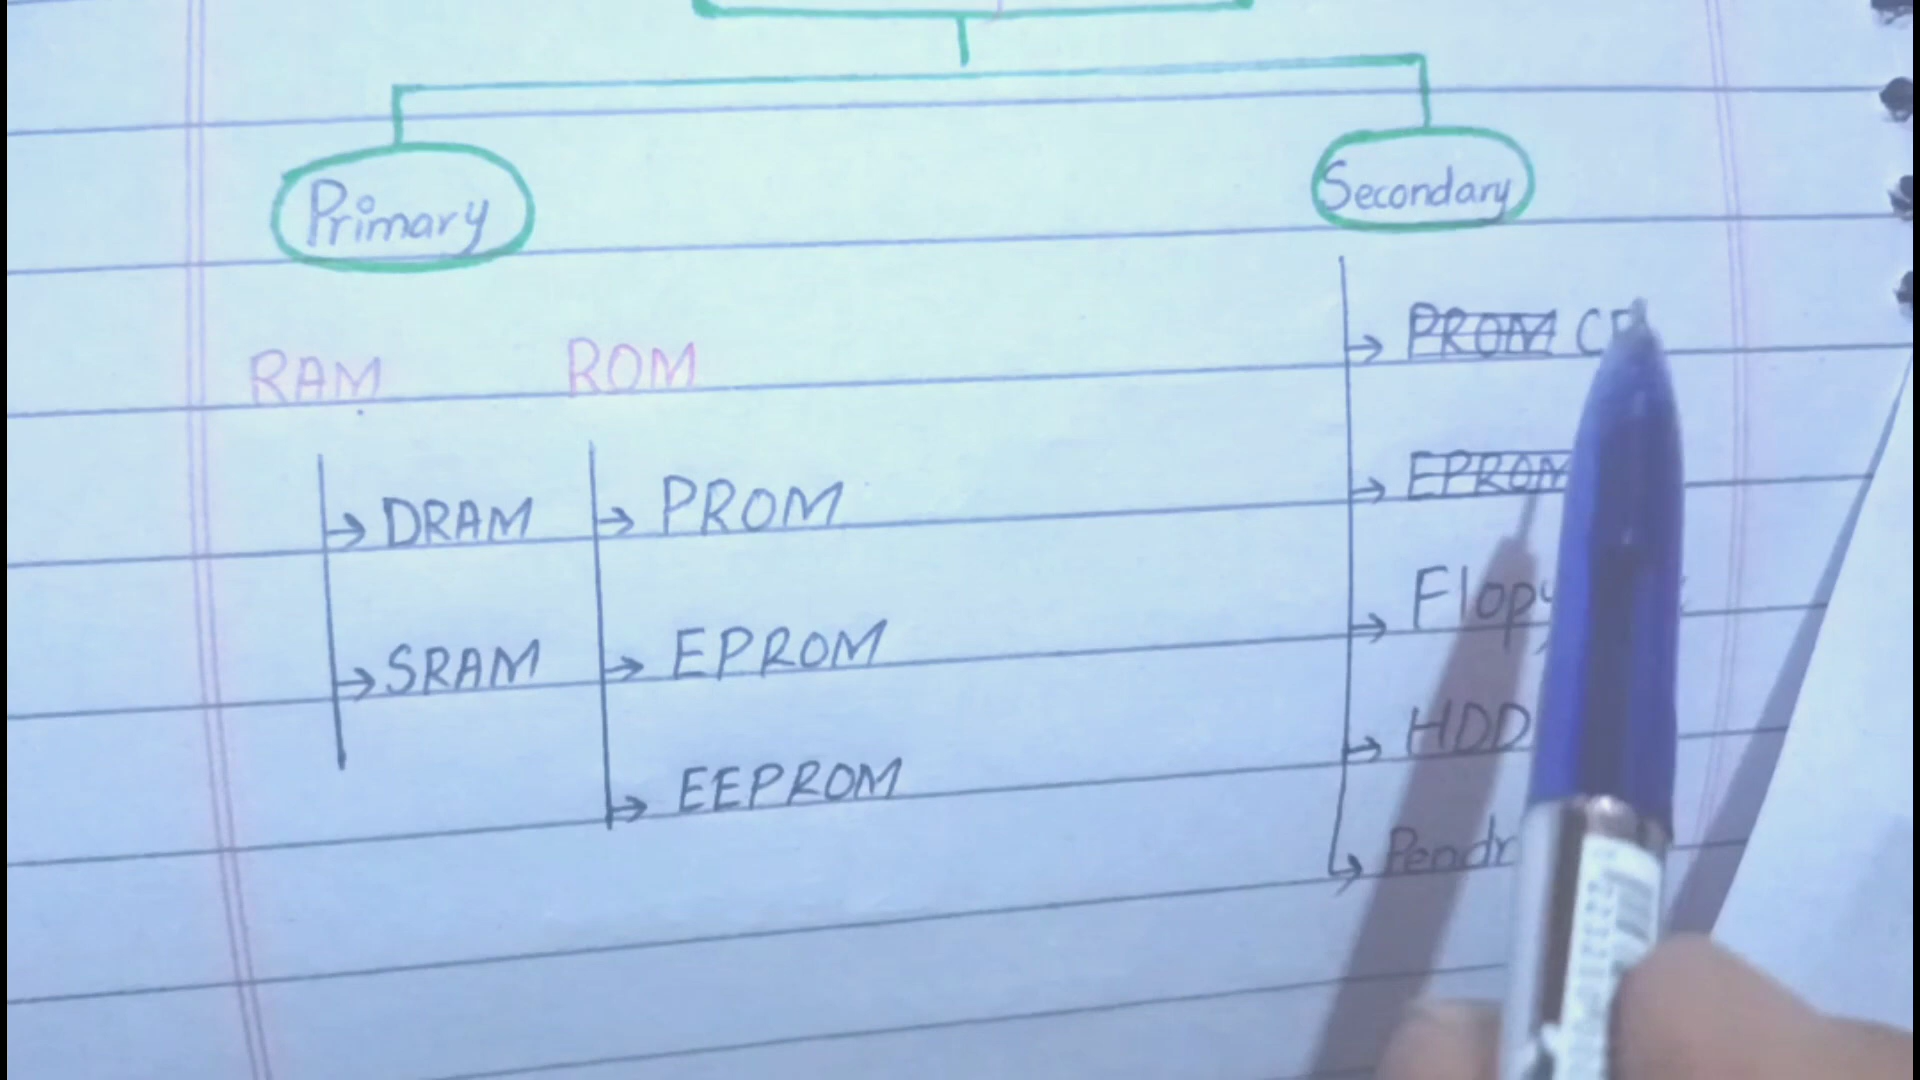 Primary
Secondary
RAM
ROM
PROM
DRAM
PROM
EPROM
SRAM
EPROM
HDD
EEPROM